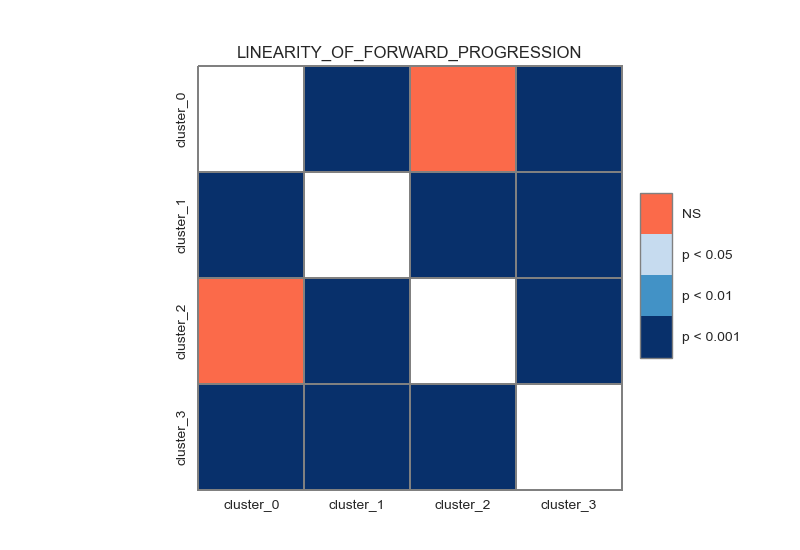 LINEARITY_OF_FORWARD_PROGRESSION
cluster_0
cluster_1
cluster_2
cluster_3
NS
p < 0.05
p < 0.01
p < 0.001
cluster_0 cluster_1 cluster_2 cluster_3